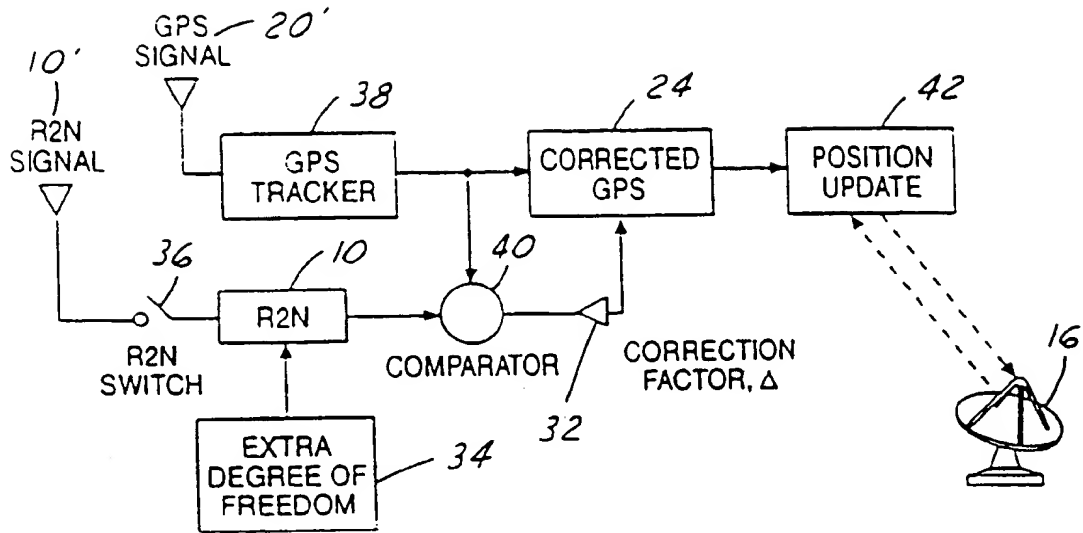 GPS
SIGNAL
20'
10'
R2N
SIGNAL
38
GPS
TRACKER
24
CORRECTED
GPS
42
POSITION
UPDATE
36
R2N
SWITCH
10
R2N
40
COMPARATOR
32
CORRECTION
FACTOR, Δ
16
EXTRA
DEGREE OF
FREEDOM
34